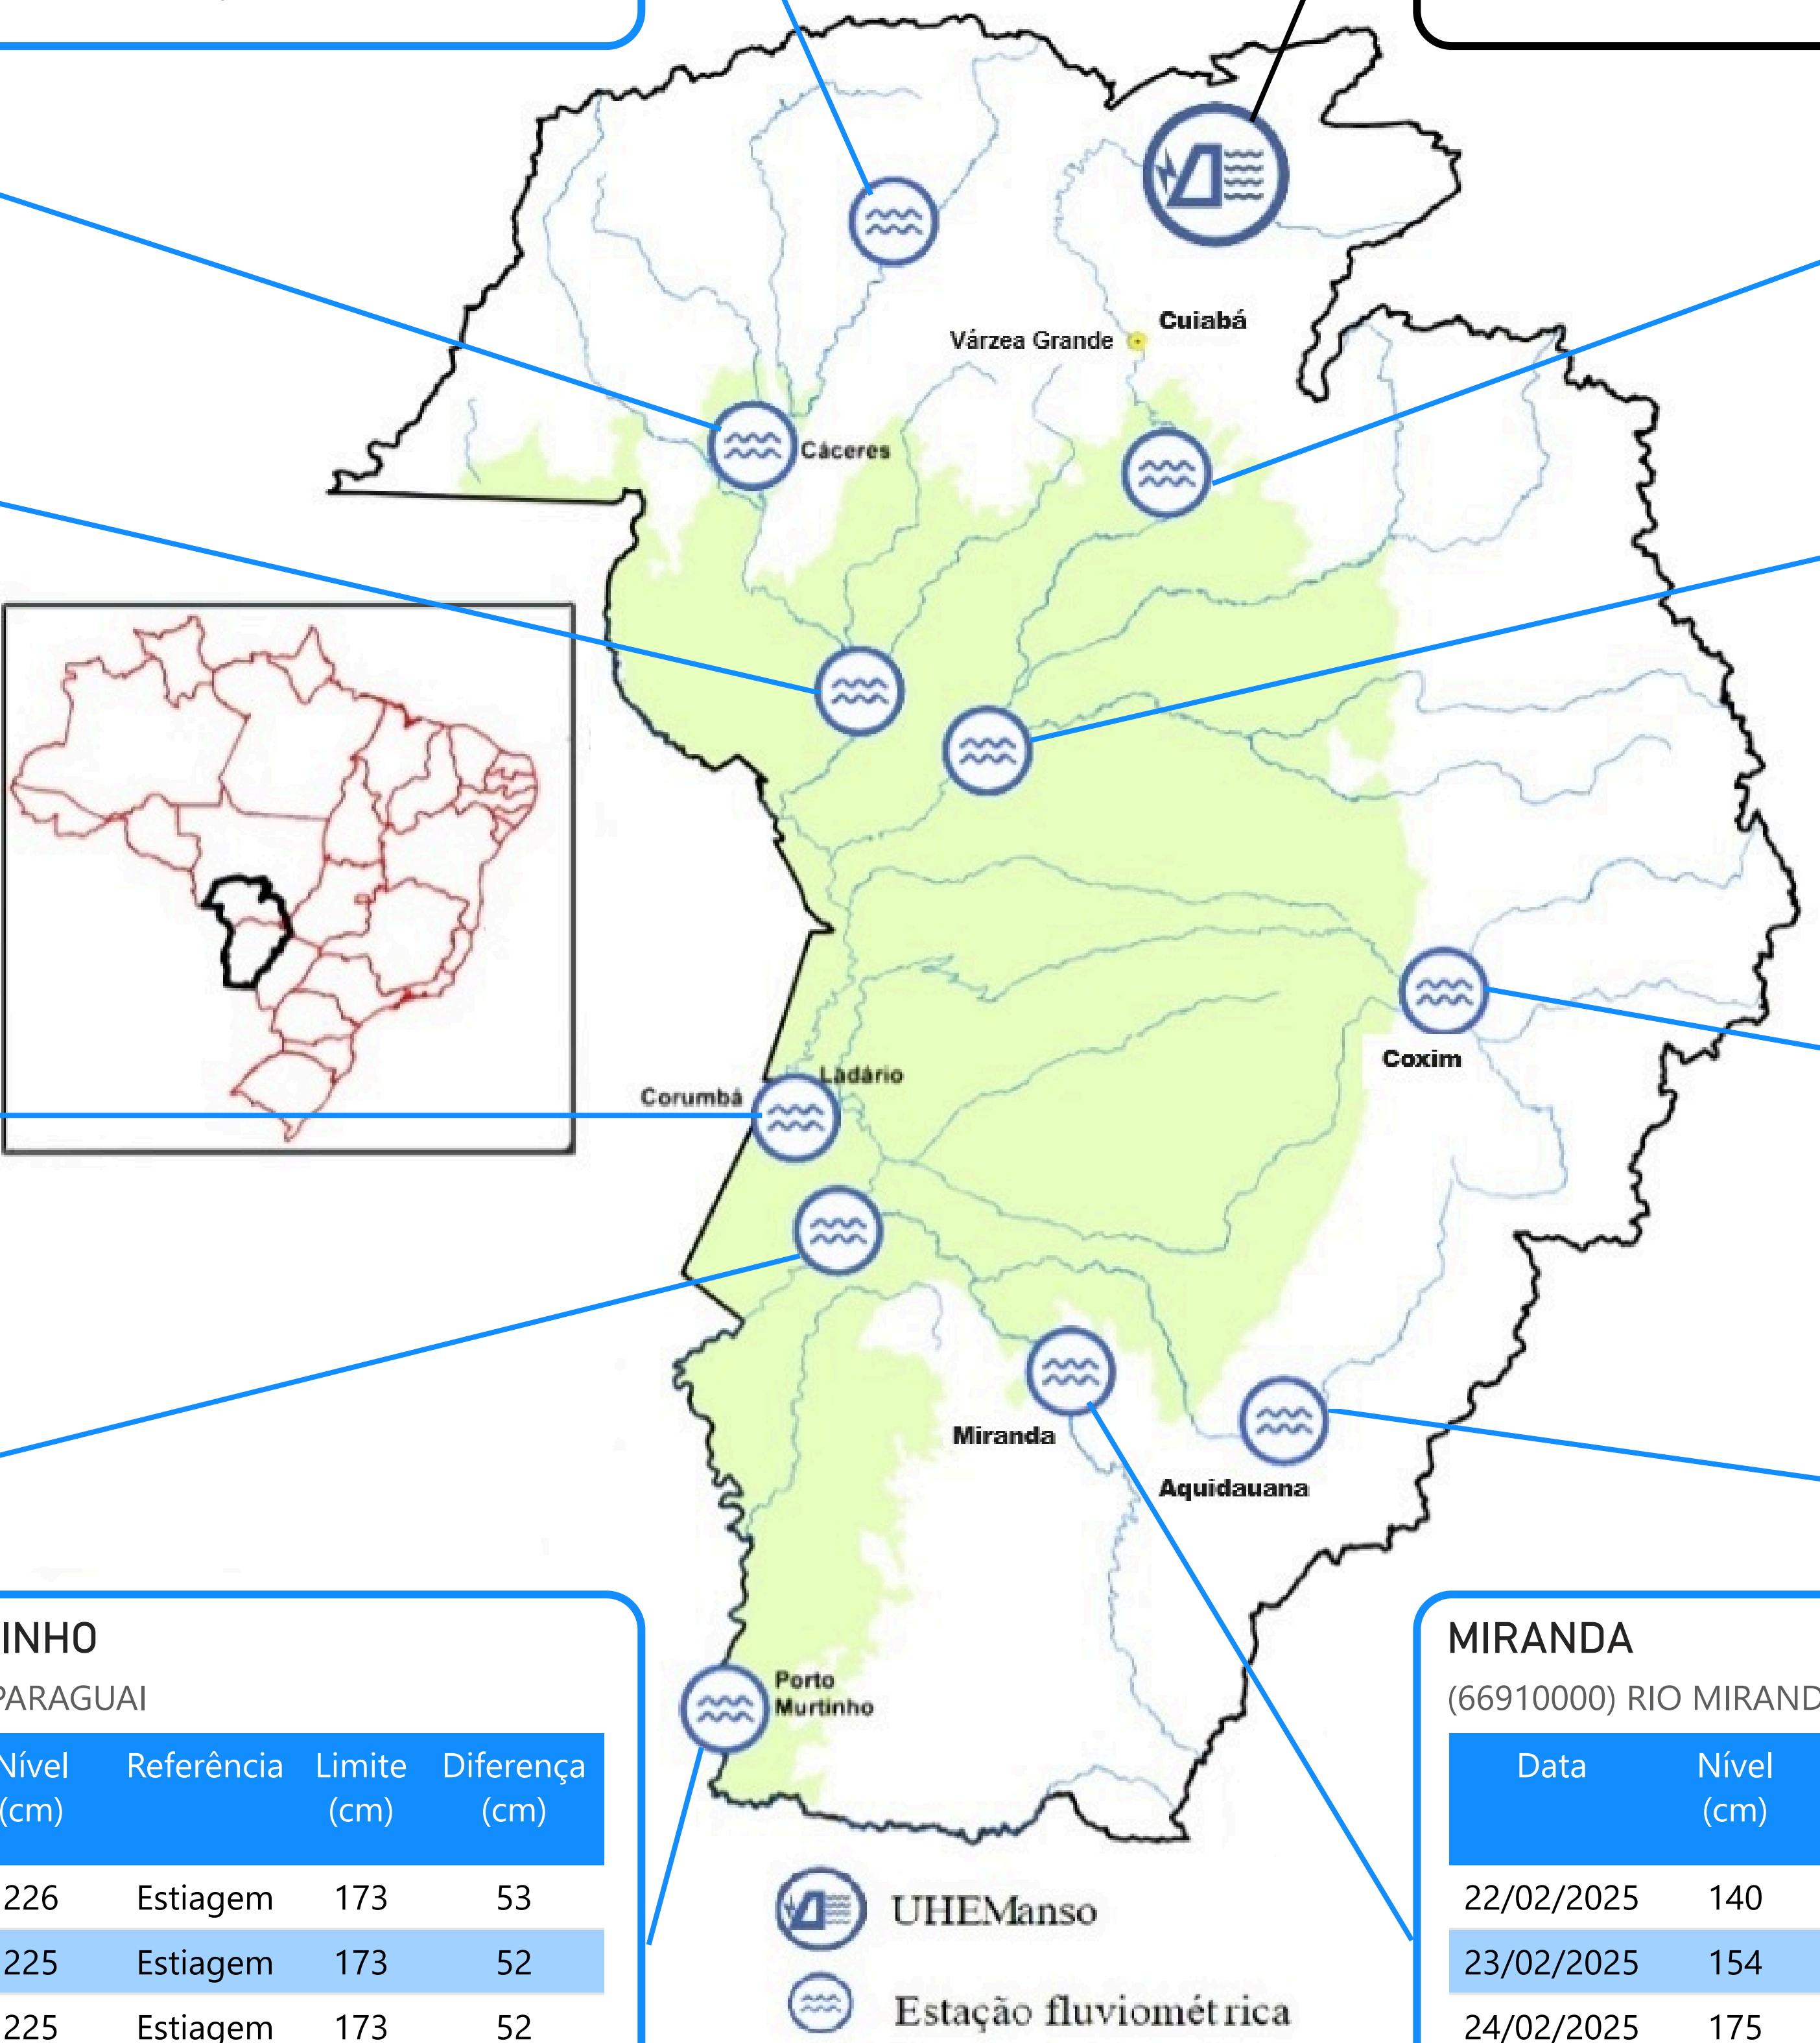 Cuiabá
Várzea Grande
Cáceres
Coxim
Ladário
Corumbá
Miranda
Aquidauana
Porto
Murtinho
INHO
PARAGUAI
Nível (cm) Referência Limite (cm) Diferença (cm)
226 Estiagem 173 53
225 Estiagem 173 52
225 Estiagem 173 52
UHEManso
Estação fluviométrica
MIRANDA
(66910000) RIO MIRAND
Data Nível (cm)
22/02/2025 140
23/02/2025 154
24/02/2025 175